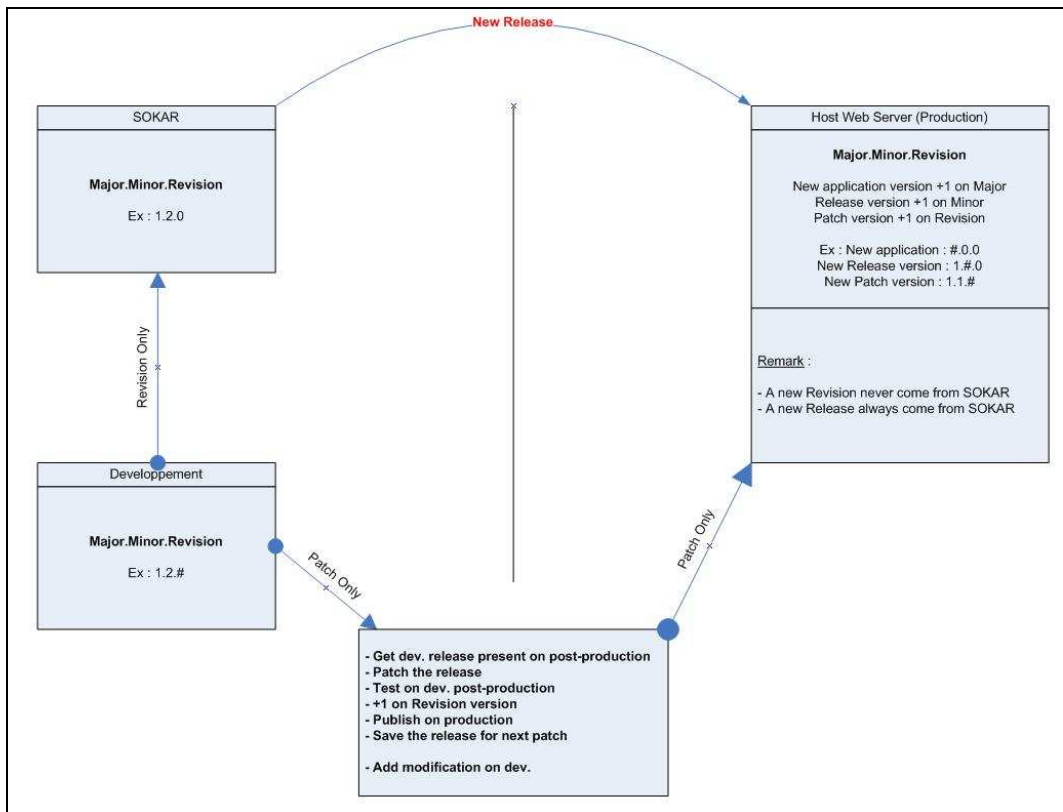 New Release
SOKAR
Major.Minor.Revision
Ex : 1.2.0
Host Web Server (Production)
Major.Minor.Revision
New application version +1 on Major
Release version +1 on Minor
Patch version +1 on Revision
Ex : New application : #.0.0
New Release version : 1.#.0
New Patch version : 1.1.#
Remark :
- A new Revision never come from SOKAR
- A new Release always come from SOKAR
Revision Only
Developpement
Major.Minor.Revision
Ex : 1.2.#
Patch Only
Patch Only
- Get dev. release present on post-production
- Patch the release
- Test on dev. post-production
- +1 on Revision version
- Publish on production
- Save the release for next patch
- Add modification on dev.